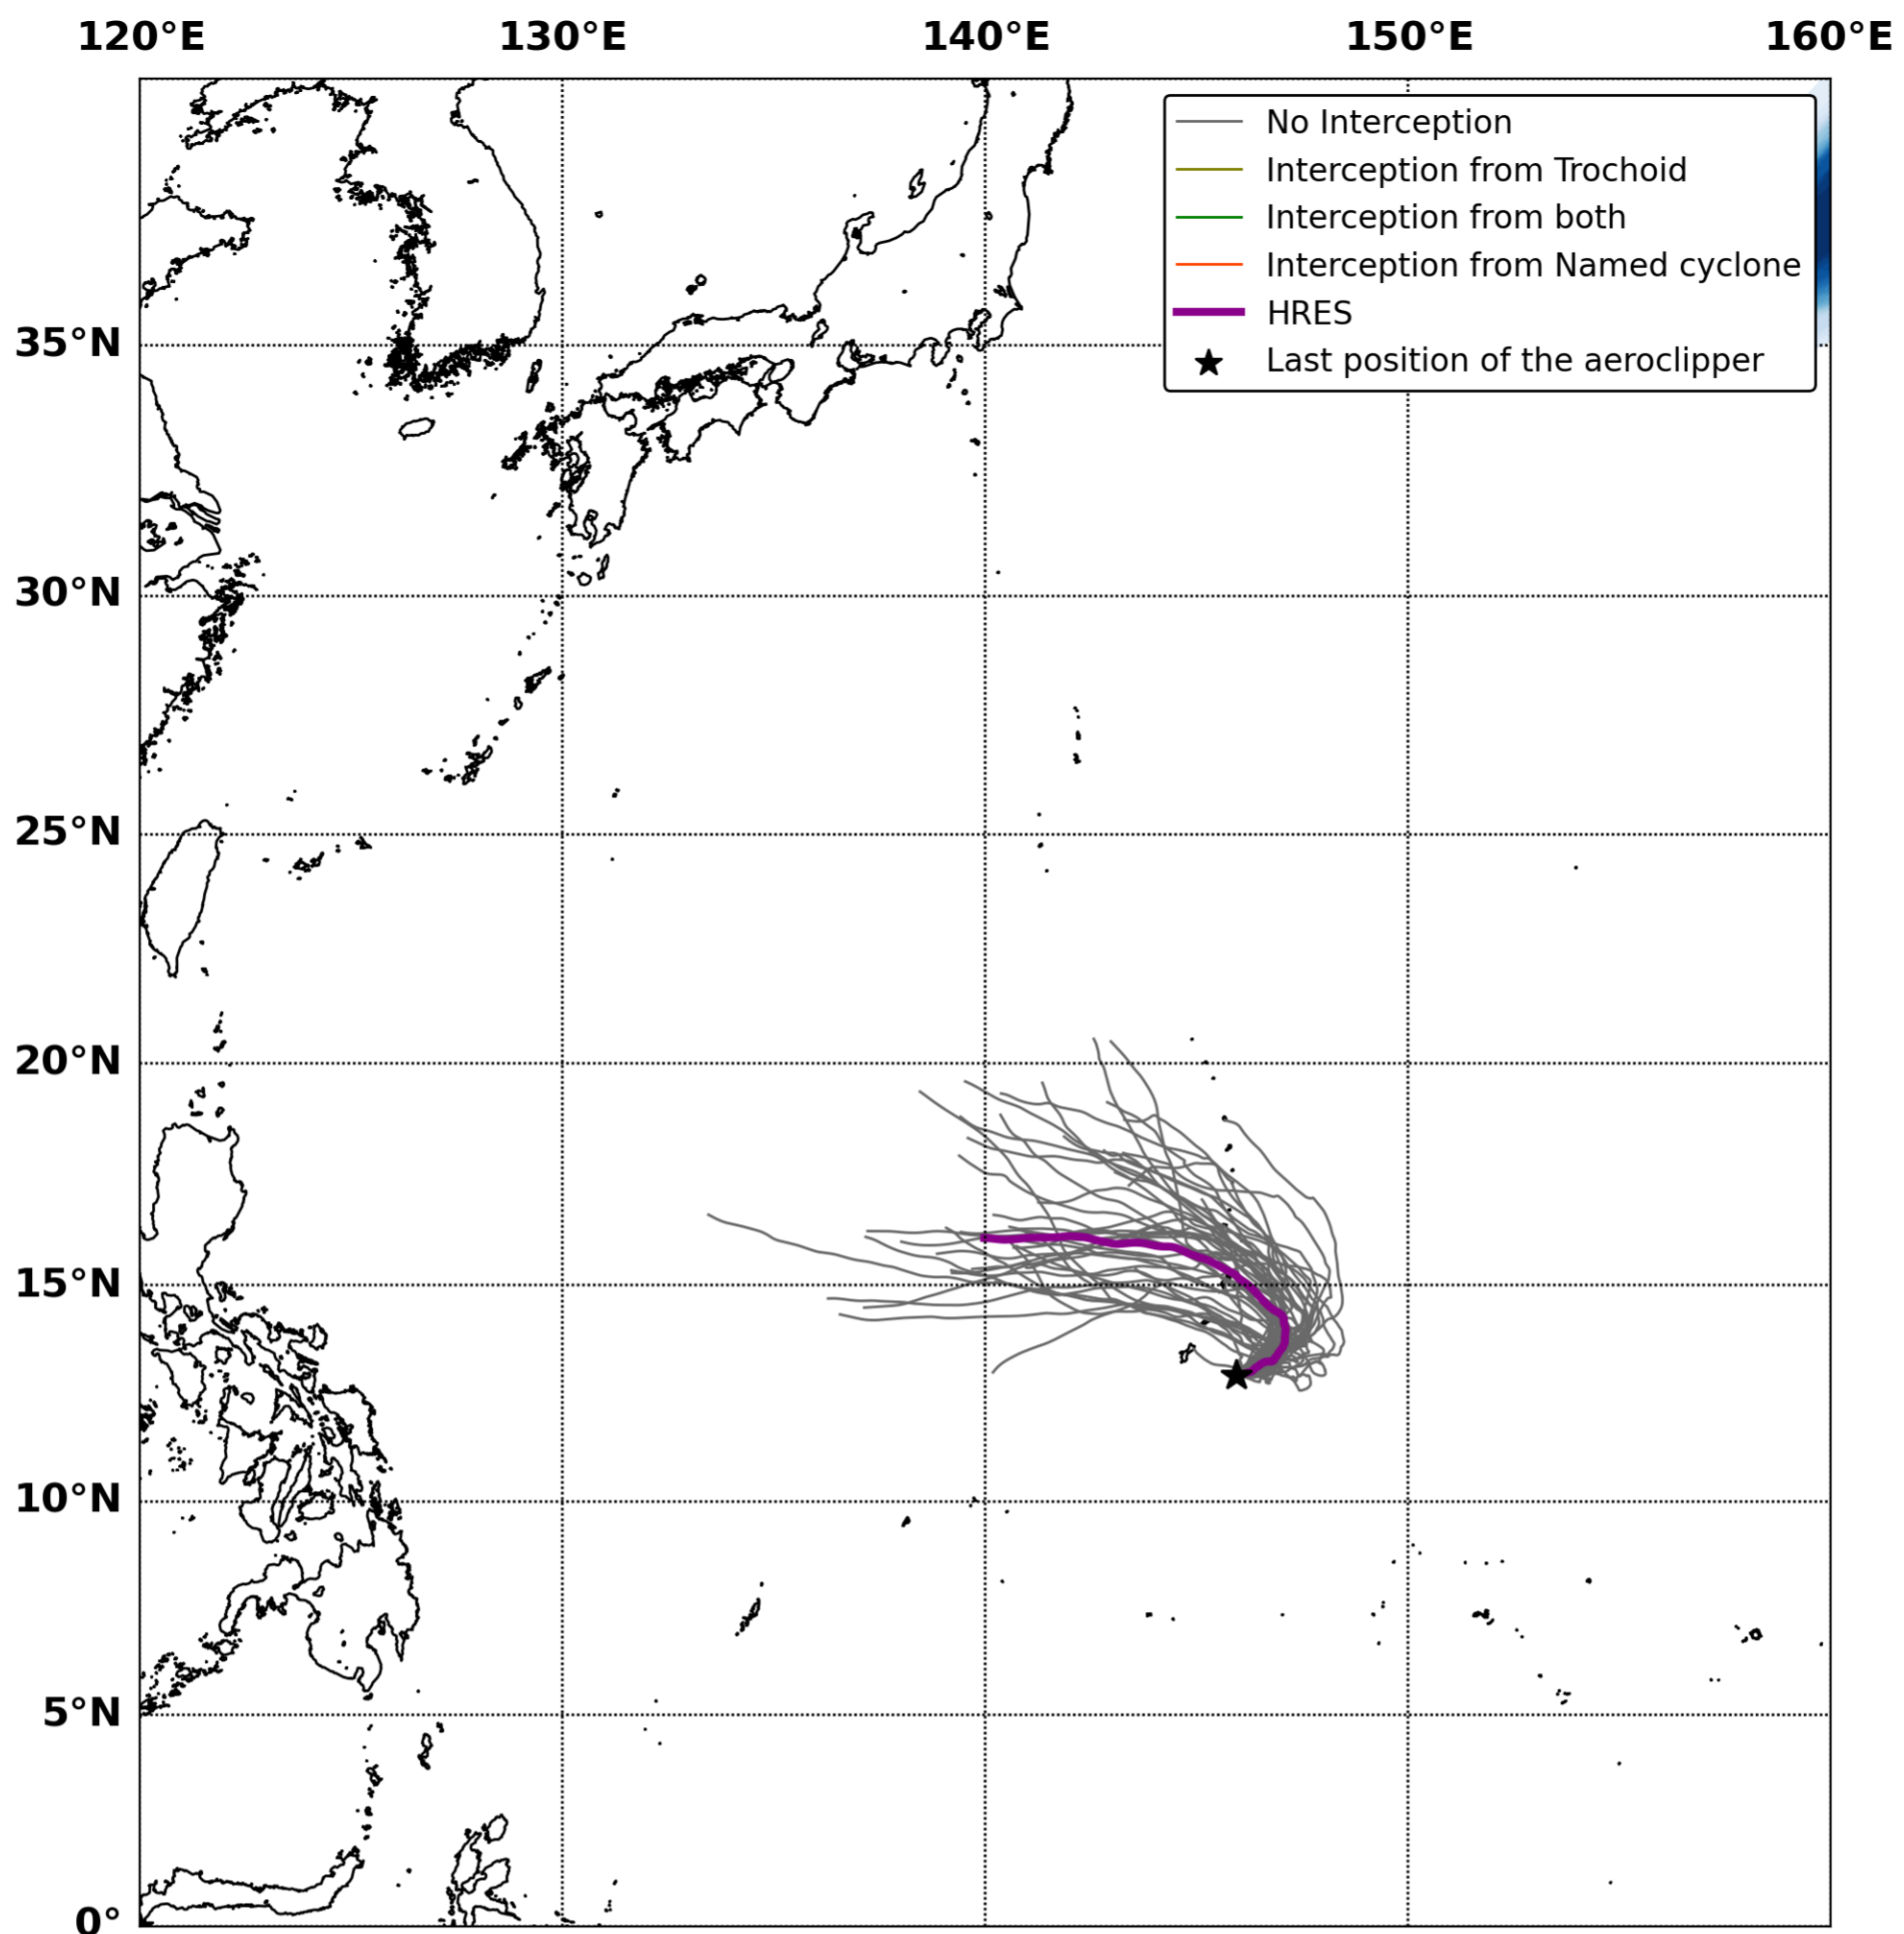 120°E 130°E 140°E 150°E 160°E
No Interception
Interception from Trochoid
Interception from both
Interception from Named cyclone
HRES
Last position of the aeroclipper
35°N
30°N
25°N
20°N
15°N
10°N
5°N
0°